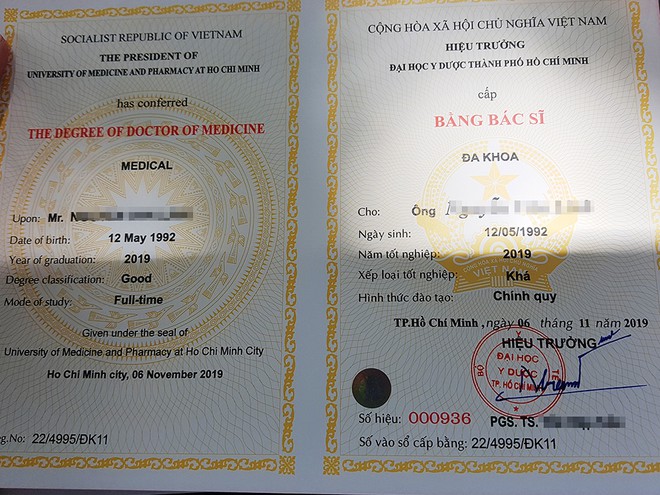 SOCIALIST REPUBLIC OF VIETNAM
THE PRESIDENT OF
UNIVERSITY OF MEDICINE AND PHARMACY AT HO CHI MINH
has conferred
THE DEGREE OF DOCTOR OF MEDICINE
MEDICAL
Upon: Mr.
Date of birth: 12 May 1992
Year of graduation: 2019
Degree classification: Good
Mode of study: Full-time
Given under the seal of
University of Medicine and Pharmacy at Ho Chi Minh City
Ho Chi Minh city, 06 November 2019
g.No: 22/4995/ĐK11
CỘNG HÒA XÃ HỘI CHỦ NGHĨA VIỆT NAM
HIỆU TRƯỞNG
ĐẠI HỌC Y DƯỢC THÀNH PHỐ HỒ CHÍ MINH
cấp
BẰNG BÁC SĨ
ĐA KHOA
Cho: Ông Nguyễn
Ngày sinh: 12/05/1992
Năm tốt nghiệp: 2019
Xếp loại tốt nghiệp: Khá
Hình thức đào tạo: Chính quy
TP.Hồ Chí Minh, ngày 06 tháng 11 năm 2019
HIỆU TRƯỞNG
BỘ Y TẾ
ĐẠI HỌC
Y DƯỢC
TP. HỒ CHÍ MINH
Số hiệu: 000936 PGS. TS.
Số vào sổ cấp bằng: 22/4995/ĐK11